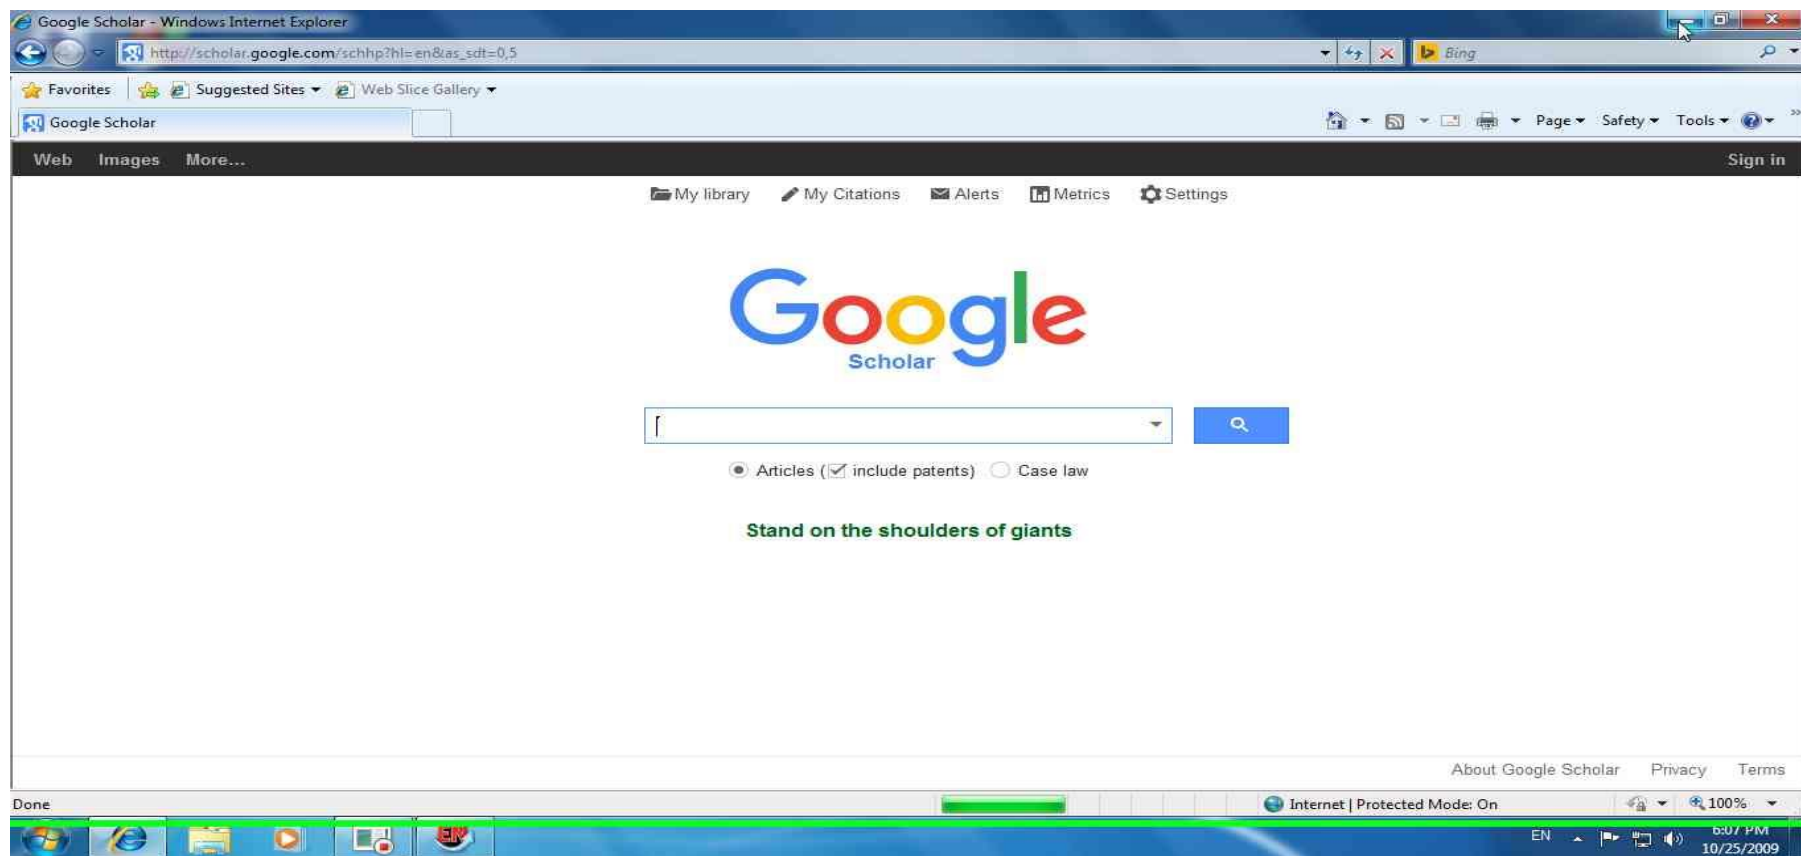 Google Scholar - Windows Internet Explorer
http://scholar.google.com/schhp?hl=en&as_sdt=0,5
Bing
Favorites Suggested Sites Web Slice Gallery
Google Scholar
Page Safety Tools
Web Images More... Sign in
My library My Citations Alerts Metrics Settings
Google
Scholar
Articles (include patents) Case law
Stand on the shoulders of giants
About Google Scholar Privacy Terms
Done Internet | Protected Mode: On 100%
EN 6:07 PM
10/25/2009